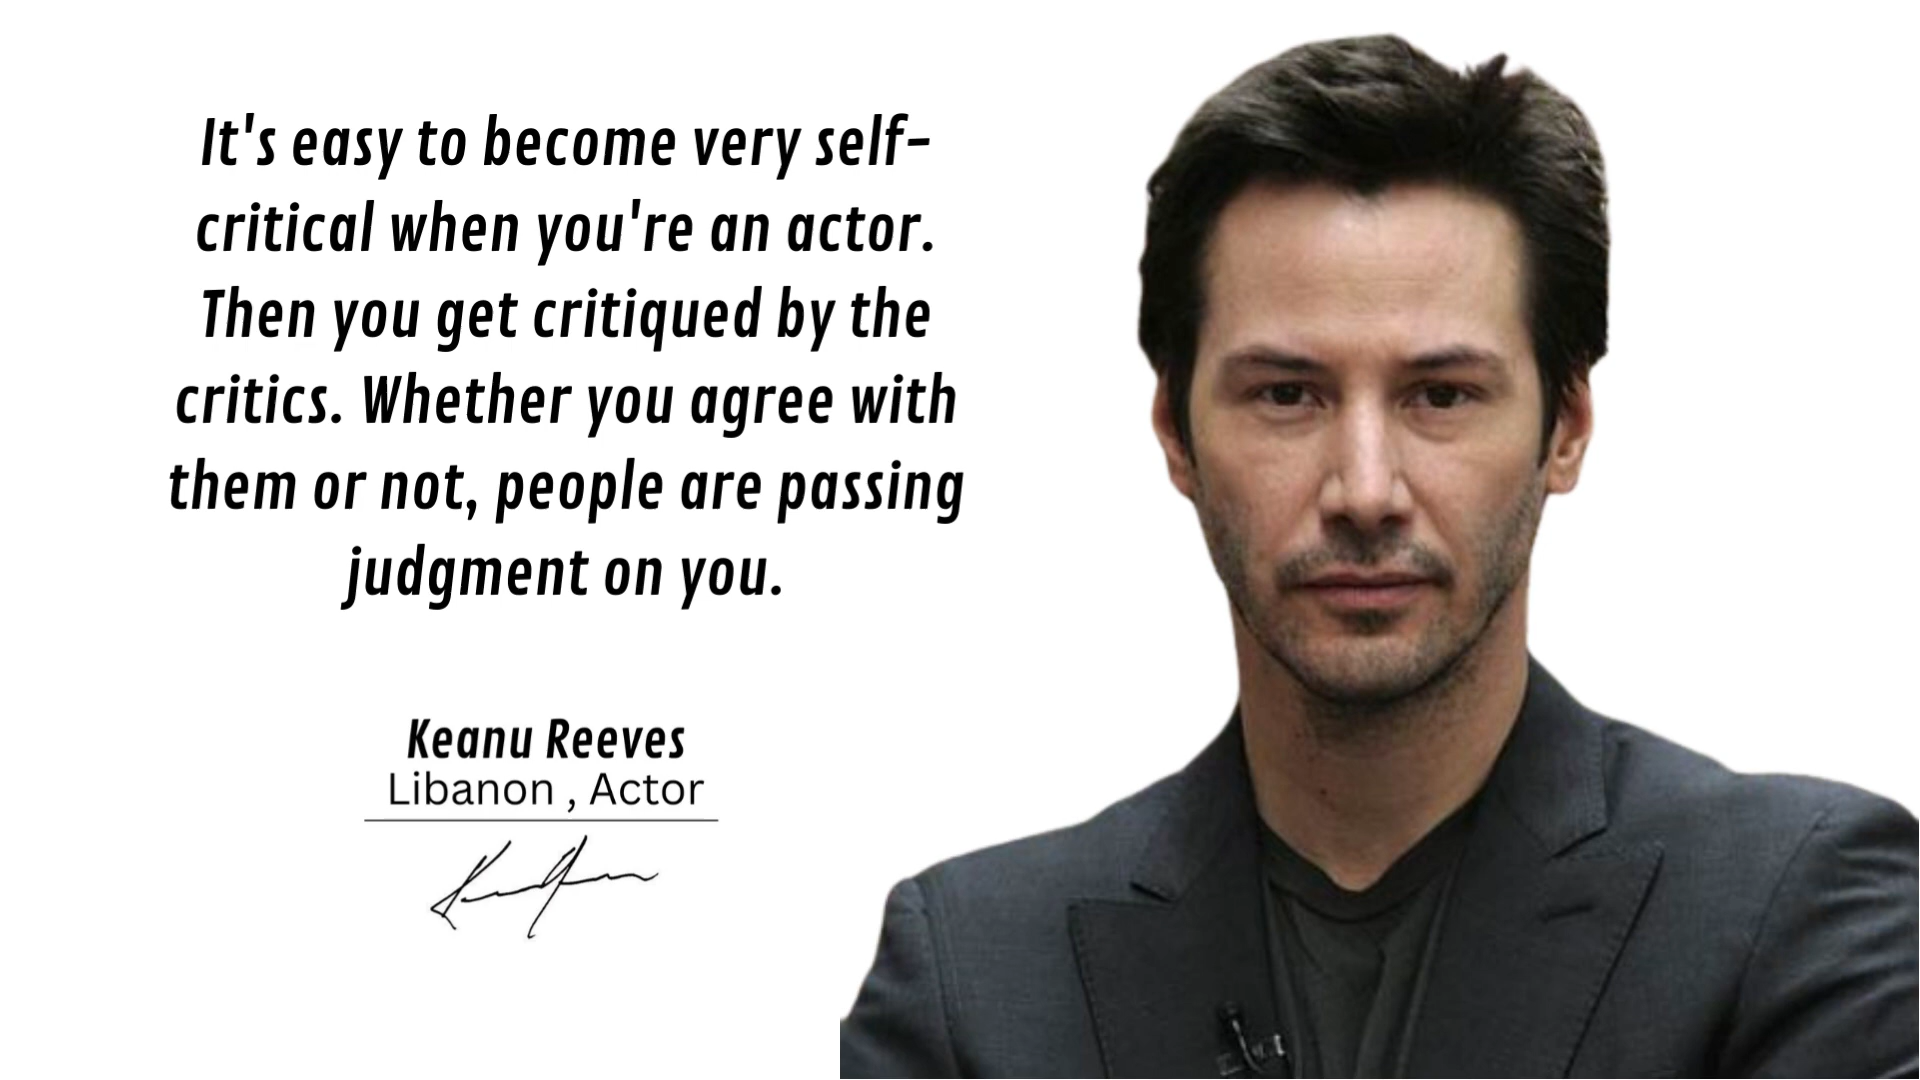 It's easy to become very self-
critical when you're an actor.
Then you get critiqued by the
critics. Whether you agree with
them or not, people are passing
judgment on you.
Keanu Reeves
Libanon , Actor